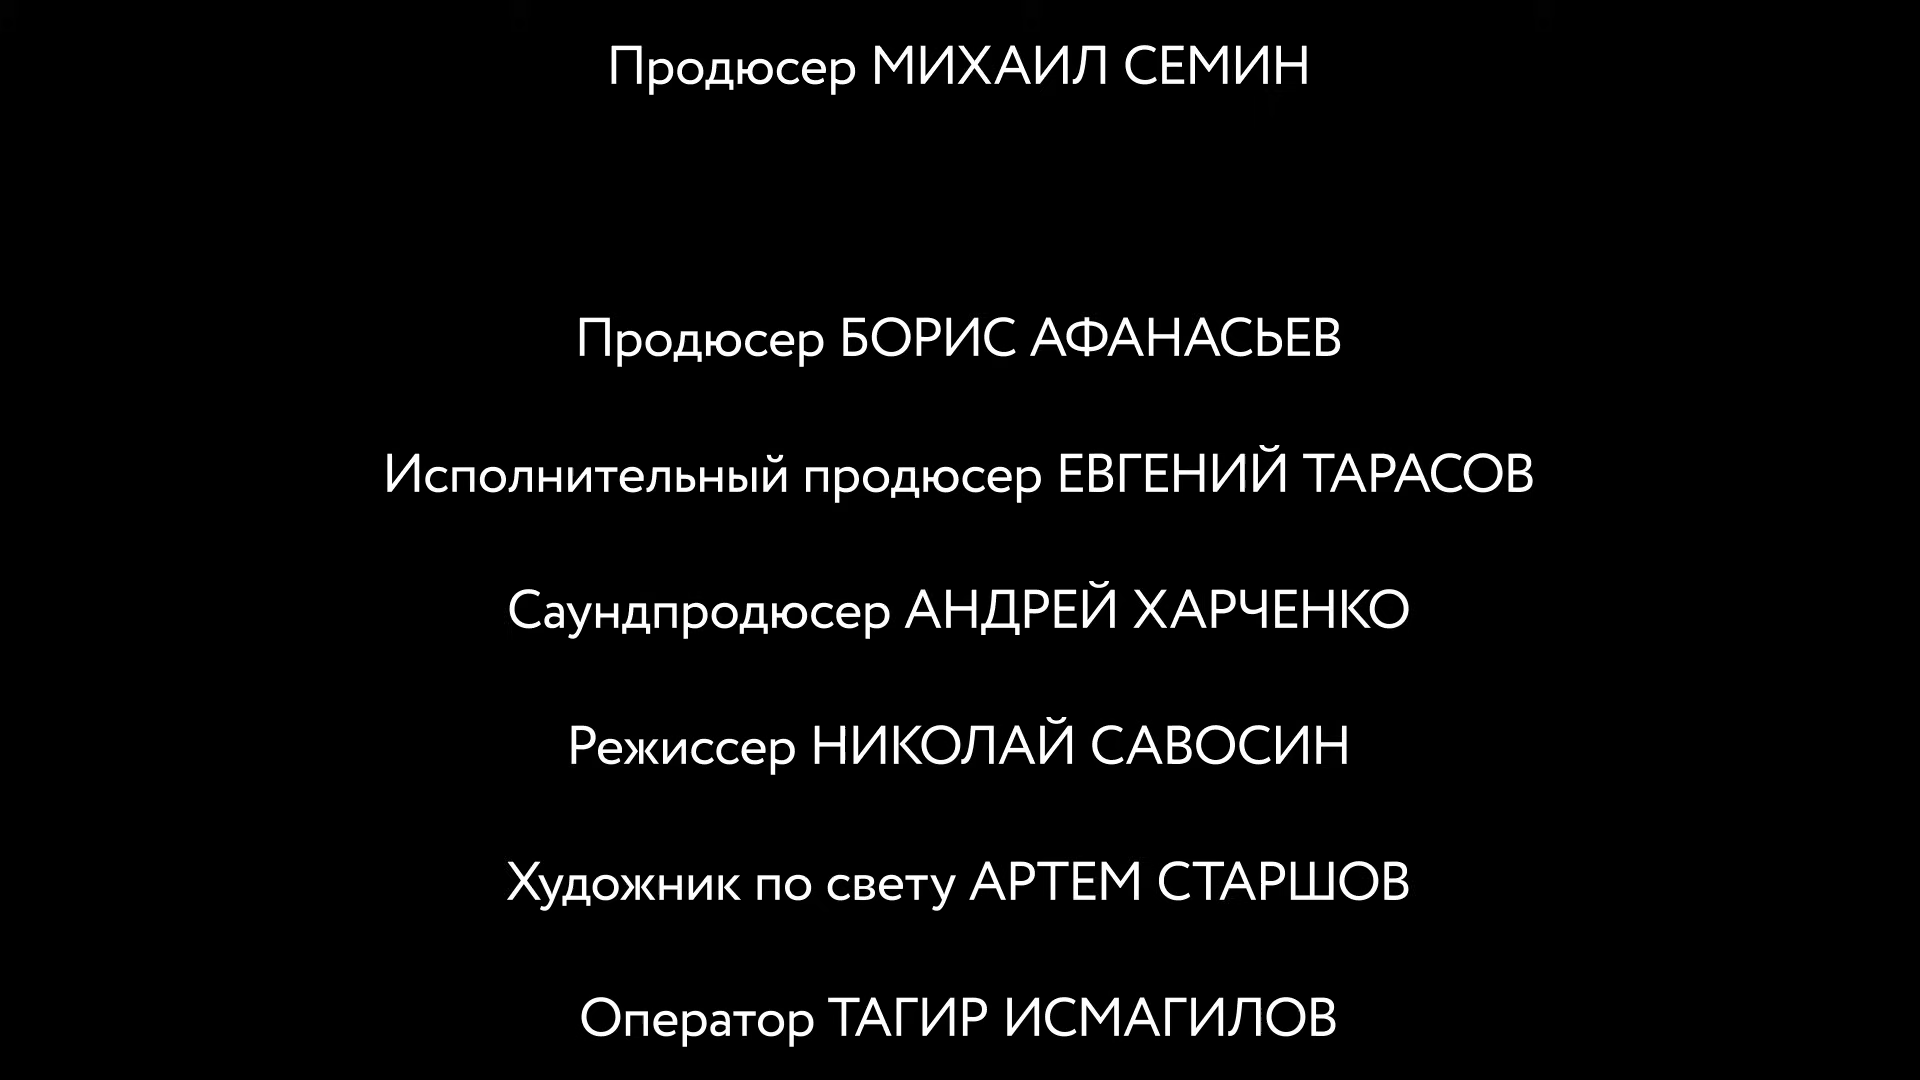 Продюсер МИХАИЛ СЕМИН
Продюсер БОРИС АФАНАСЬЕВ
Исполнительный продюсер ЕВГЕНИЙ ТАРАСОВ
Саундпродюсер АНДРЕЙ ХАРЧЕНКО
Режиссер НИКОЛАЙ САВОСИН
Художник по свету АРТЕМ СТАРШОВ
Оператор ТАГИР ИСМАГИЛОВ